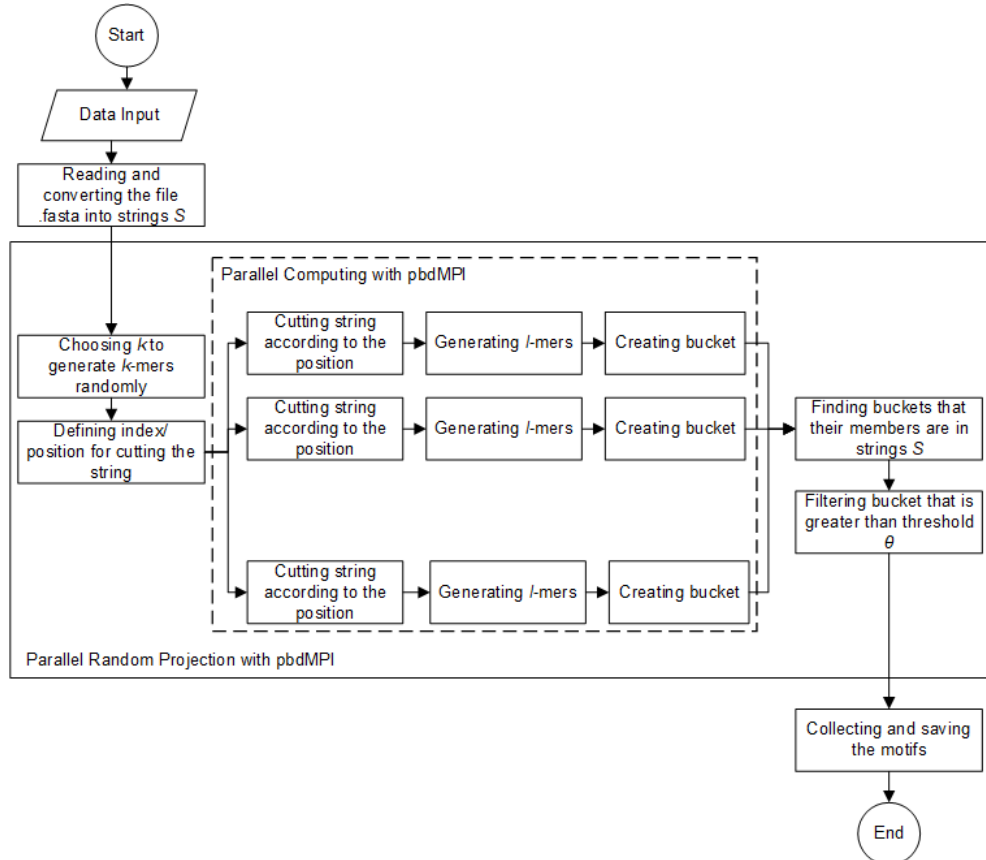 Start
Data Input
Reading and
converting the file
.fasta into strings S
Parallel Computing with pbdMPI
Choosing k to
generate k-mers
randomly
Defining index/
position for cutting the
string
Cutting string
according to the
position
Generating l-mers
Creating bucket
Cutting string
according to the
position
Generating l-mers
Creating bucket
Cutting string
according to the
position
Generating l-mers
Creating bucket
Finding buckets that
their members are in
strings S
Filtering bucket that is
greater than threshold
θ
Parallel Random Projection with pbdMPI
Collecting and saving
the motifs
End